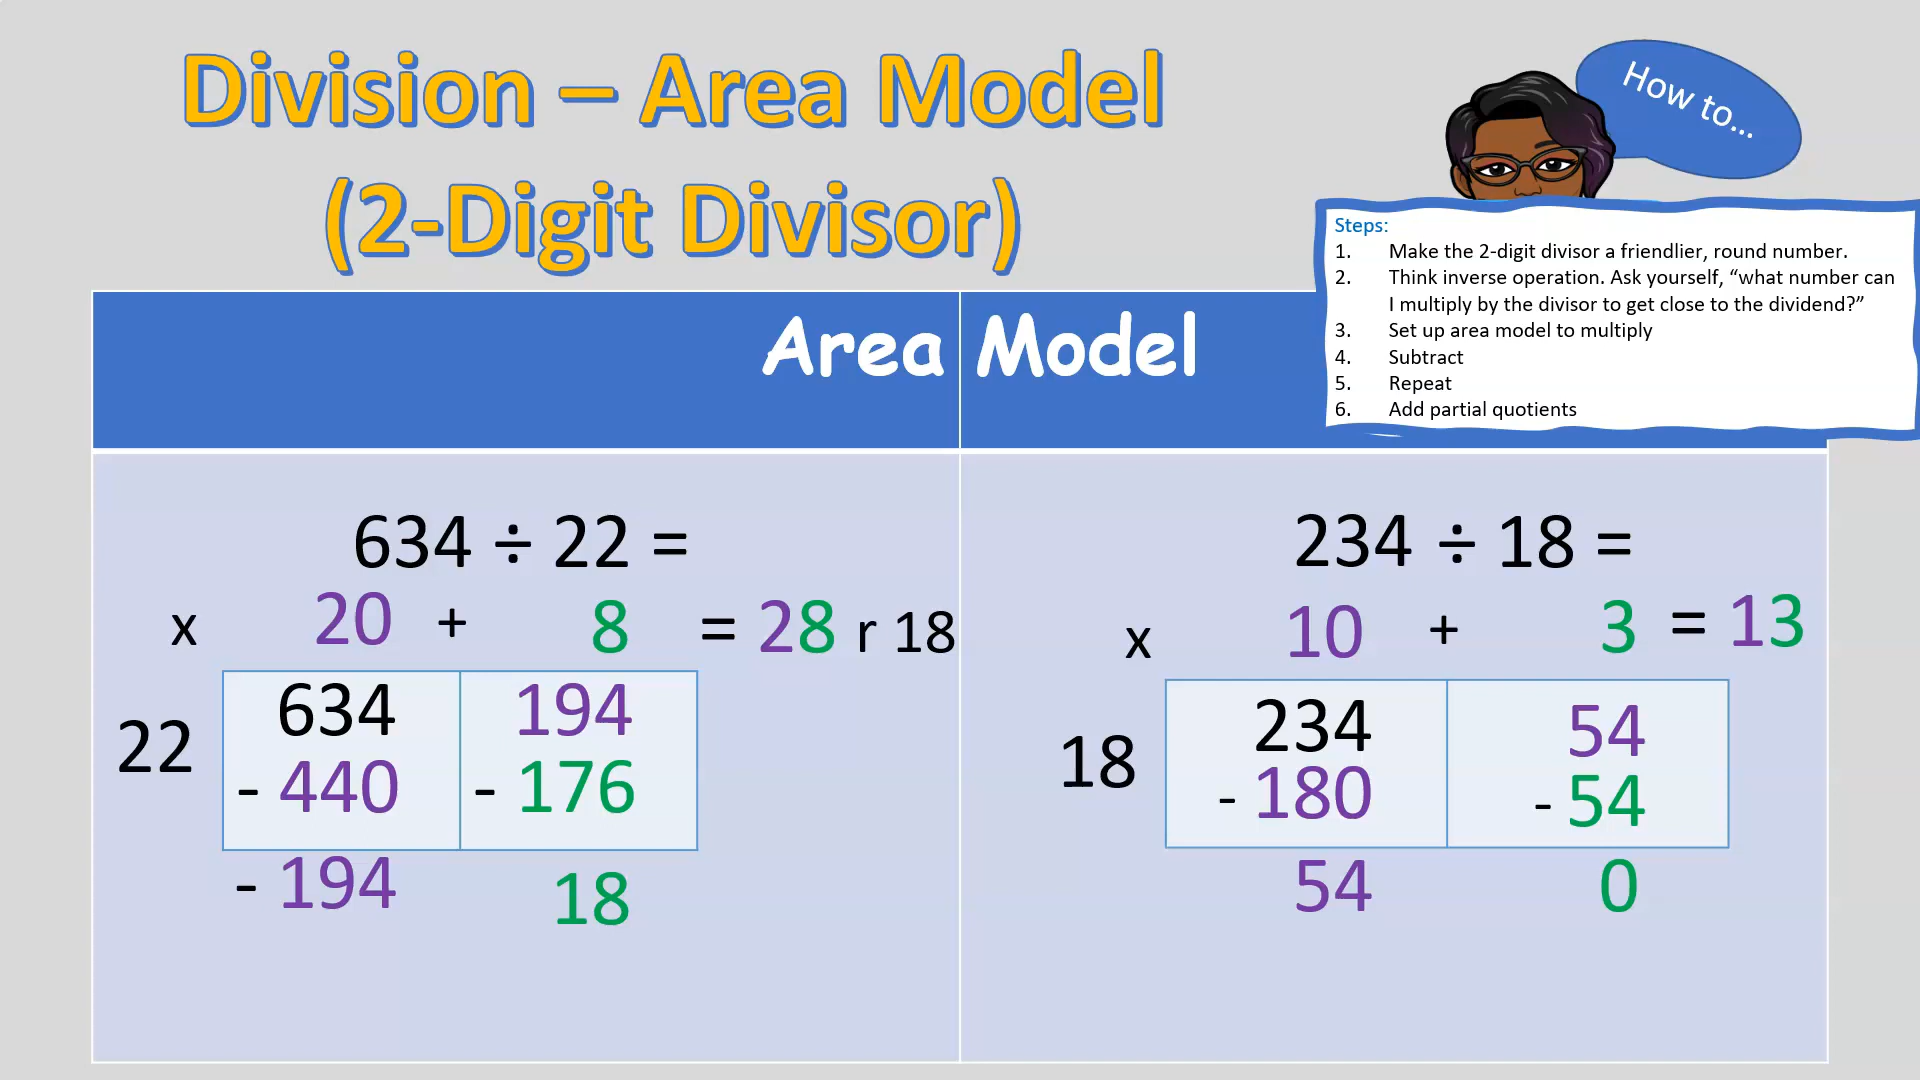 Division – Area Model
(2-Digit Divisor)
How to...
Steps:
1. Make the 2-digit divisor a friendlier, round number.
2. Think inverse operation. Ask yourself, “what number can
I multiply by the divisor to get close to the dividend?”
3. Set up area model to multiply
4. Subtract
5. Repeat
6. Add partial quotients
Area Model
634 ÷ 22 =
x 20 + 8 = 28 r 18
22
634 194
- 440 - 176
- 194 18
234 ÷ 18 =
x 10 + 3 = 13
18
234 54
- 180 - 54
54 0